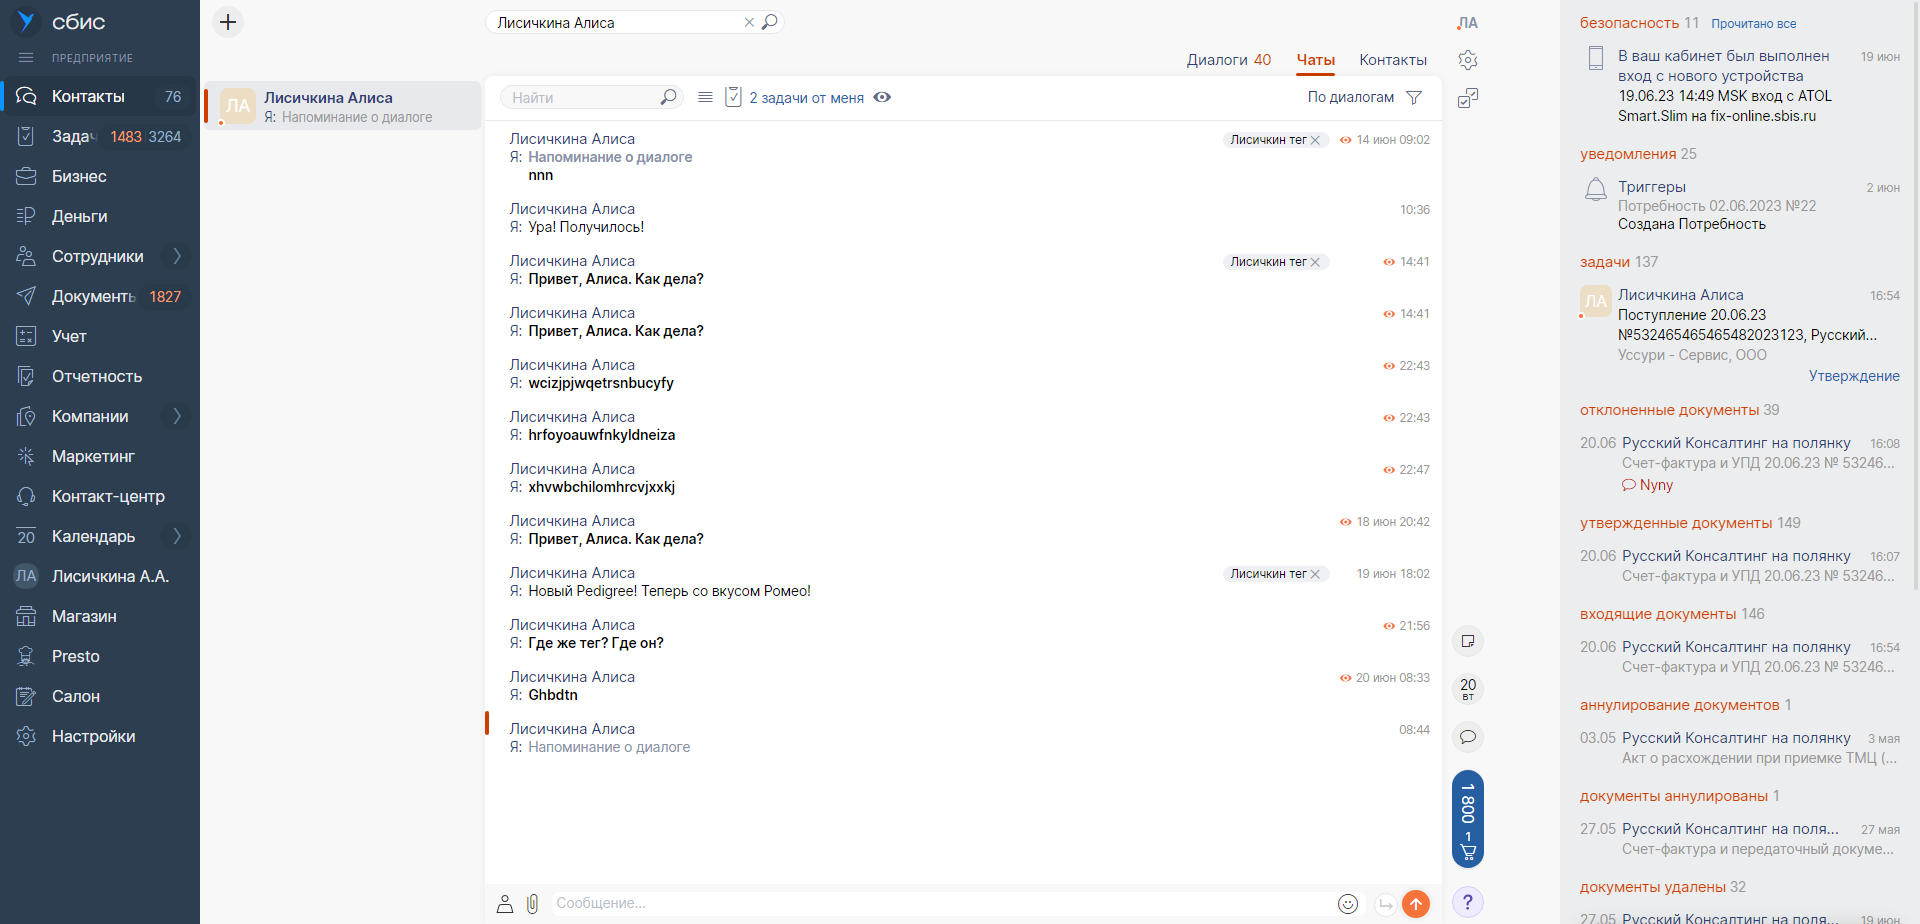 сбис
ПРЕДПРИЯТИЕ
Контакты 76
Задач 1483 3264
Бизнес
Деньги
Сотрудники
Документы 1827
Учет
Отчетность
Компании
Маркетинг
Контакт-центр
20 Календарь
ЛА Лисичкина А.А.
Магазин
Presto
Салон
Настройки
Лисичкина Алиса
ЛА
Лисичкина Алиса
Я: Напоминание о диалоге
Диалоги 40 Чаты Контакты
Найти
2 задачи от меня
По диалогам
Лисичкина Алиса Лисичкин тег 14 июн 09:02
Я: Напоминание о диалоге
nnn
Лисичкина Алиса 10:36
Я: Ура! Получилось!
Лисичкина Алиса Лисичкин тег 14:41
Я: Привет, Алиса. Как дела?
Лисичкина Алиса 14:41
Я: Привет, Алиса. Как дела?
Лисичкина Алиса 22:43
Я: wcizjpjwqetrsnbucyfy
Лисичкина Алиса 22:43
Я: hrfoyoauwfnkyldneiza
Лисичкина Алиса 22:47
Я: xhvwbchilomhrcvjxxkj
Лисичкина Алиса 18 июн 20:42
Я: Привет, Алиса. Как дела?
Лисичкина Алиса Лисичкин тег 19 июн 18:02
Я: Новый Pedigree! Теперь со вкусом Ромео!
Лисичкина Алиса 21:56
Я: Где же тег? Где он?
Лисичкина Алиса 20 июн 08:33
Я: Ghbdtn
Лисичкина Алиса 08:44
Я: Напоминание о диалоге
Сообщение...
ЛА
20
ВТ
1 800
1
?
безопасность 11 Прочитано все
В ваш кабинет был выполнен 19 июн
вход с нового устройства
19.06.23 14:49 MSK вход с ATOL
Smart.Slim на fix-online.sbis.ru
уведомления 25
Триггеры 2 июн
Потребность 02.06.2023 №22
Создана Потребность
задачи 137
ЛА Лисичкина Алиса 16:54
Поступление 20.06.23
№532465465465482023123, Русский...
Уссури - Сервис, ООО
Утверждение
отклоненные документы 39
20.06 Русский Консалтинг на полянку 16:08
Счет-фактура и УПД 20.06.23 № 53246...
Nyny
утвержденные документы 149
20.06 Русский Консалтинг на полянку 16:07
Счет-фактура и УПД 20.06.23 № 53246...
входящие документы 146
20.06 Русский Консалтинг на полянку 16:54
Счет-фактура и УПД 20.06.23 № 53246...
аннулирование документов 1
03.05 Русский Консалтинг на полянку 3 мая
Акт о расхождении при приемке ТМЦ (...
документы аннулированы 1
27.05 Русский Консалтинг на поля... 27 мая
Счет-фактура и передаточный докуме...
документы удалены 32
27.05 Русский Консалтинг на поля... 19 июн